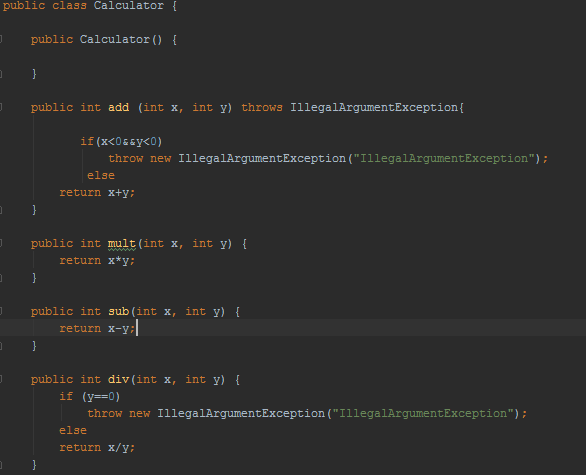 public class Calculator {
public Calculator() {
}
public int add (int x, int y) throws IllegalArgumentException{
if(x<0&&y<0)
throw new IllegalArgumentException("IllegalArgumentException");
else
return x+y;
}
public int mult(int x, int y) {
return x*y;
}
public int sub(int x, int y) {
return x-y;
}
public int div(int x, int y) {
if (y==0)
throw new IllegalArgumentException("IllegalArgumentException");
else
return x/y;
}